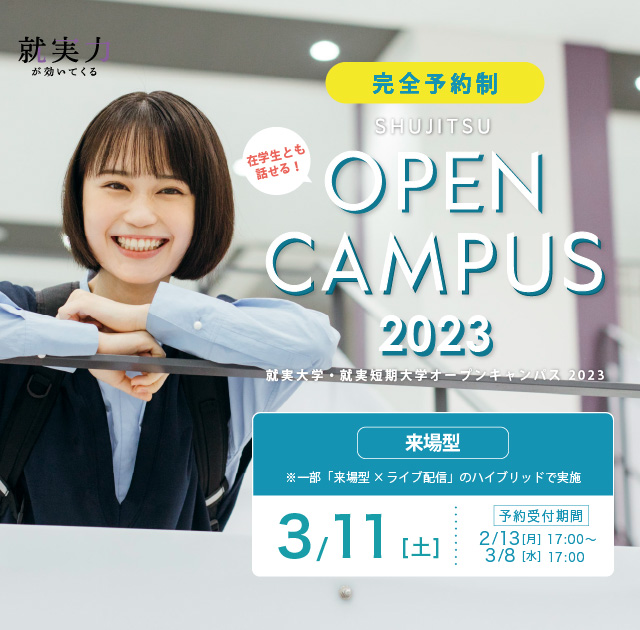 就実力
が効いてくる
完全予約制
SHUJITSU
在学生とも
話せる！
OPEN
CAMPUS
2023
就実大学・就実短期大学オープンキャンパス 2023
来場型
※一部「来場型×ライブ配信」のハイブリッドで実施
3/11 [土]
予約受付期間
2/13[月] 17:00～
3/8 [水] 17:00